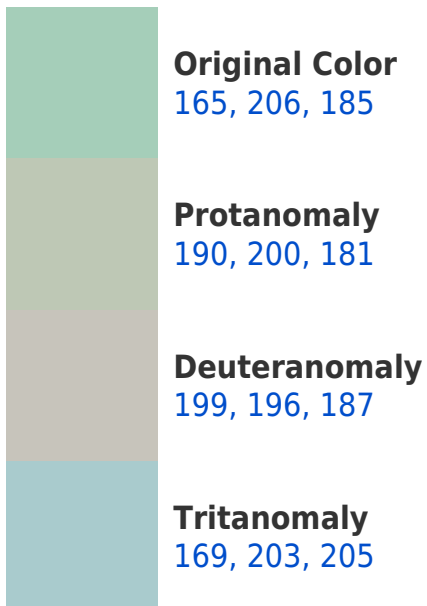 Original Color
165, 206, 185
Protanomaly
190, 200, 181
Deuteranomaly
199, 196, 187
Tritanomaly
169, 203, 205